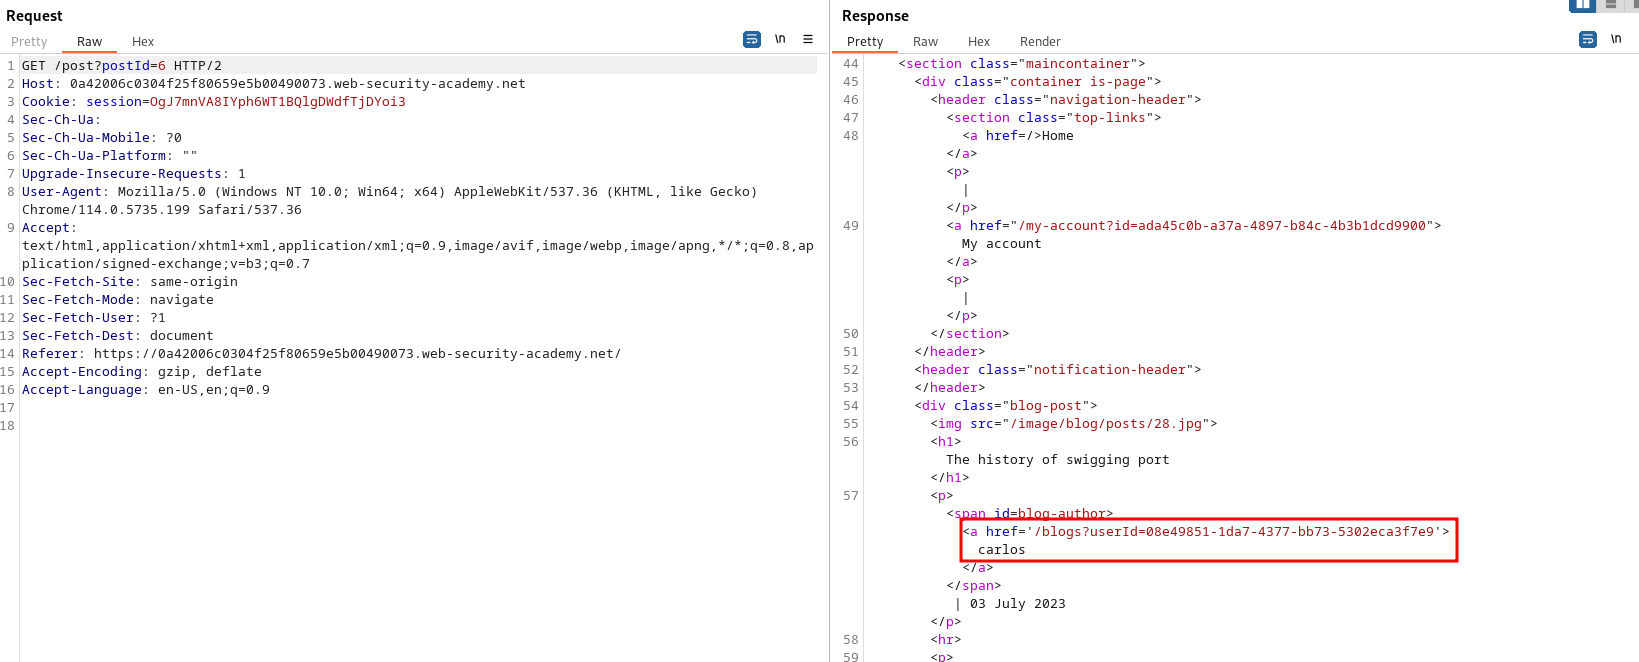 Request
Pretty Raw Hex
\n
1 GET /post?postId=6 HTTP/2
2 Host: 0a42006c0304f25f80659e5b00490073.web-security-academy.net
3 Cookie: session=OgJ7mnVA8IYph6WT1BQlgDWdfTjDYoi3
4 Sec-Ch-Ua:
5 Sec-Ch-Ua-Mobile: ?0
6 Sec-Ch-Ua-Platform: ""
7 Upgrade-Insecure-Requests: 1
8 User-Agent: Mozilla/5.0 (Windows NT 10.0; Win64; x64) AppleWebKit/537.36 (KHTML, like Gecko)
Chrome/114.0.5735.199 Safari/537.36
9 Accept:
text/html,application/xhtml+xml,application/xml;q=0.9,image/avif,image/webp,image/apng,*/*;q=0.8,ap
plication/signed-exchange;v=b3;q=0.7
10 Sec-Fetch-Site: same-origin
11 Sec-Fetch-Mode: navigate
12 Sec-Fetch-User: ?1
13 Sec-Fetch-Dest: document
14 Referer: https://0a42006c0304f25f80659e5b00490073.web-security-academy.net/
15 Accept-Encoding: gzip, deflate
16 Accept-Language: en-US,en;q=0.9
17
18
Response
Pretty Raw Hex Render
\n
44 <section class="maincontainer">
45 <div class="container is-page">
46 <header class="navigation-header">
47 <section class="top-links">
48 <a href=/>Home
</a>
<p>
|
</p>
49 <a href="/my-account?id=ada45c0b-a37a-4897-b84c-4b3b1dcd9900">
My account
</a>
<p>
|
</p>
50 </section>
51 </header>
52 <header class="notification-header">
53 </header>
54 <div class="blog-post">
55 <img src="/image/blog/posts/28.jpg">
56 <h1>
The history of swigging port
</h1>
57 <p>
<span id=blog-author>
<a href='/blogs?userId=08e49851-1da7-4377-bb73-5302eca3f7e9'>
carlos
</a>
</span>
| 03 July 2023
</p>
58 <hr>
59 <p>